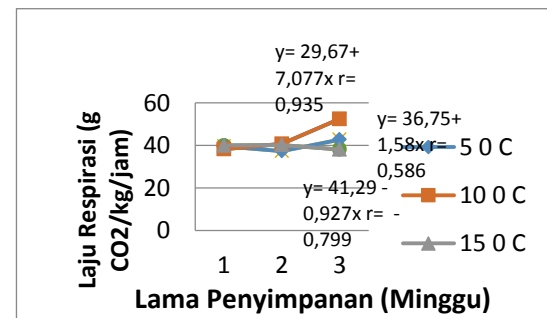 y= 29,67+
7,077x r=
0,935
y= 36,75+
1,58x r=
0,586
y= 41,29 -
0,927x r= -
0,799
Laju Respirasi (g
CO2/kg/jam)
60
40
20
0
1 2 3
Lama Penyimpanan (Minggu)
5 0 C
10 0 C
15 0 C